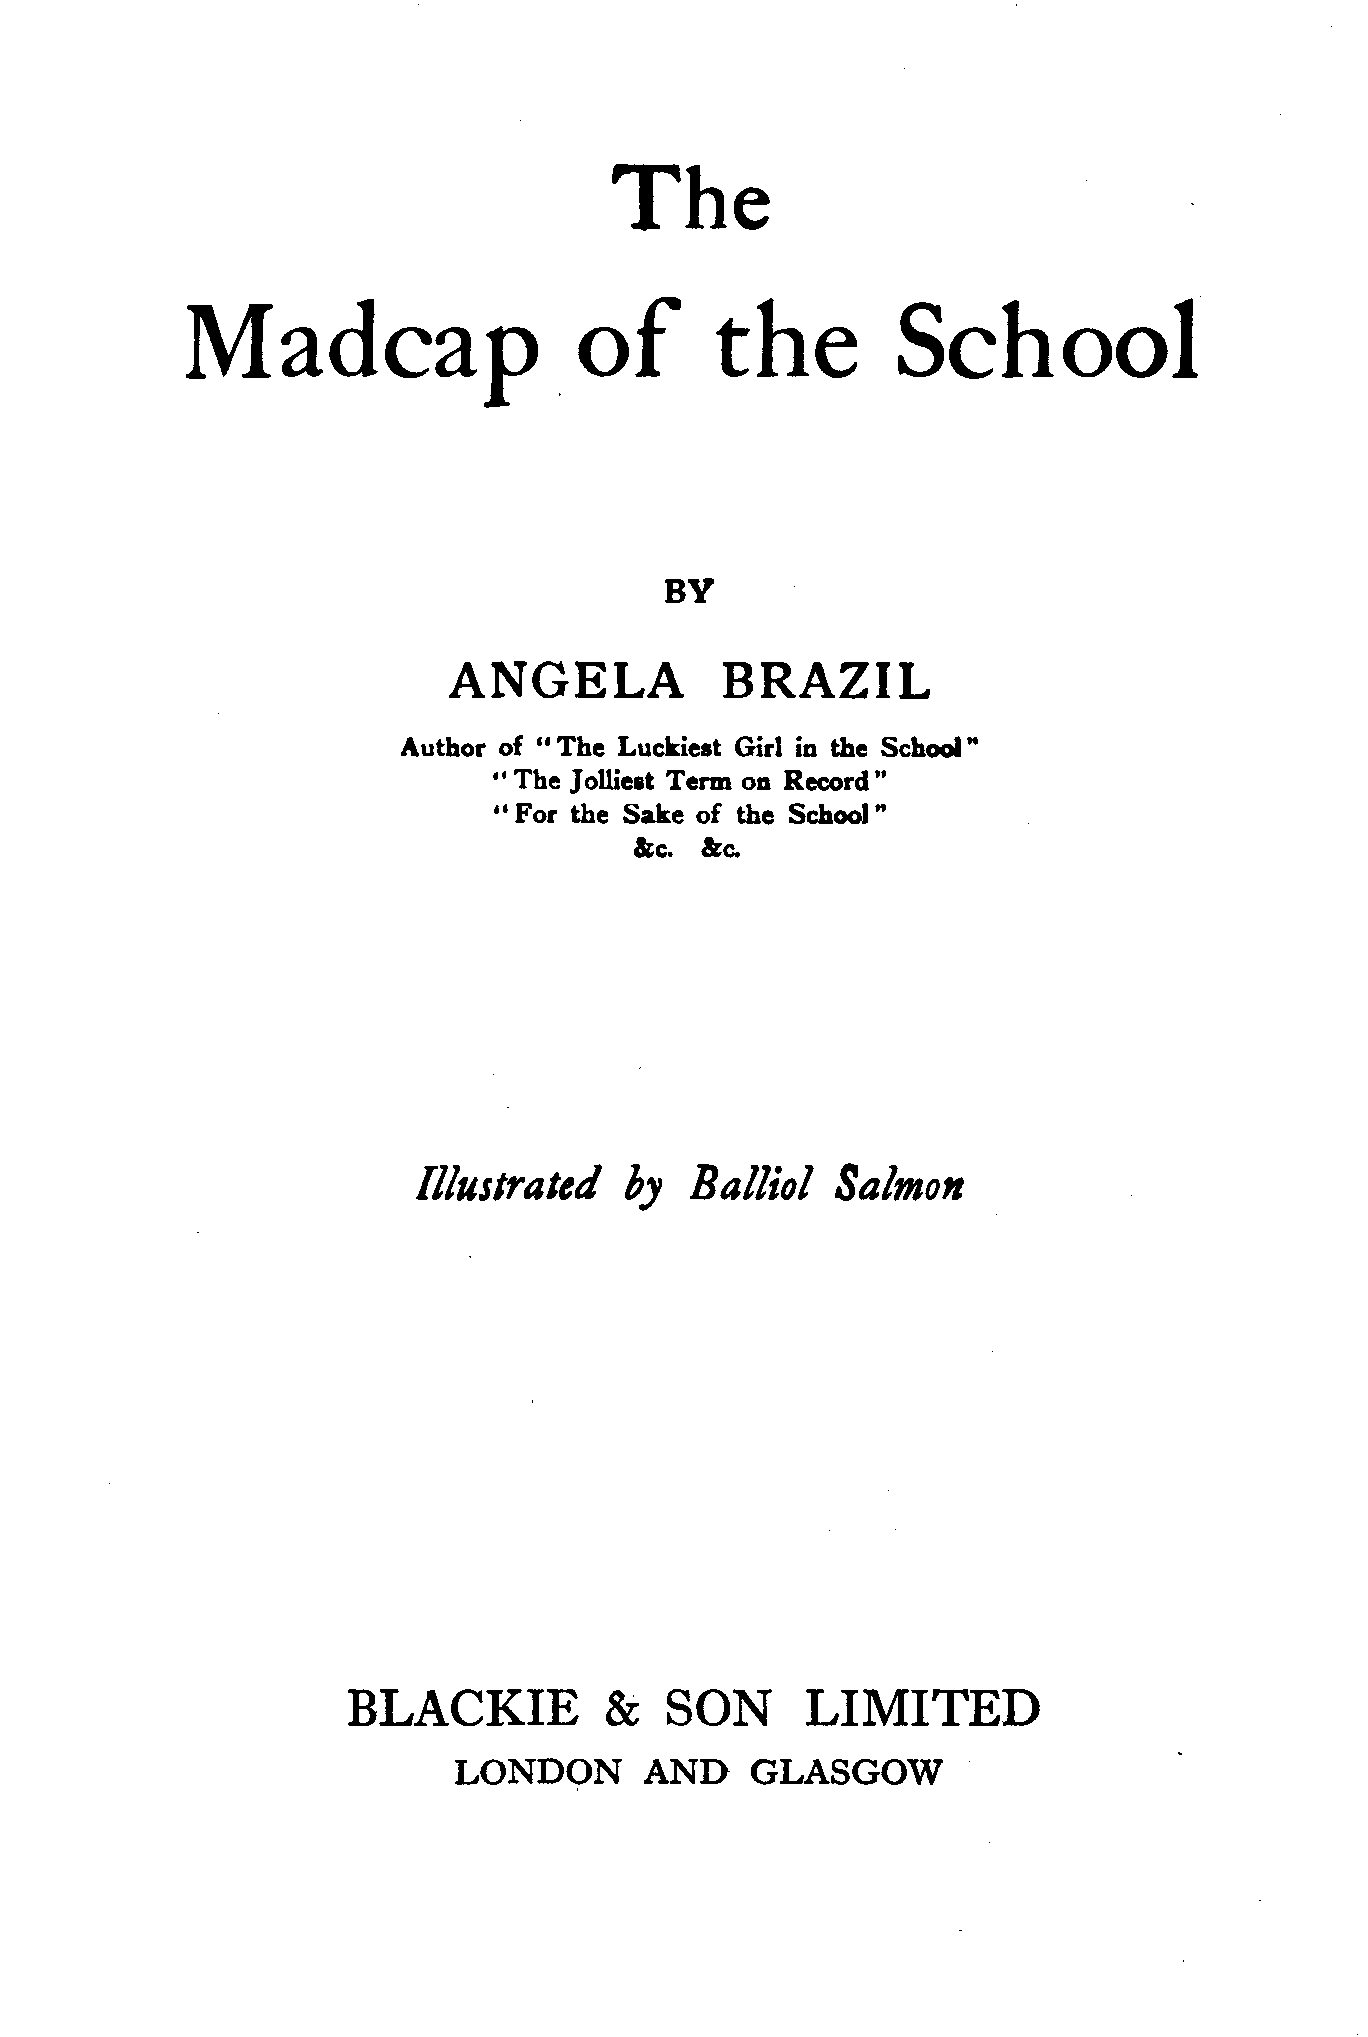 The
Madcap of the School
BY
ANGELA BRAZIL
Author of "The Luckiest Girl in the School"
"The Jolliest Term on Record"
"For the Sake of the School"
&c. &c.
Illustrated by Balliol Salmon
BLACKIE & SON LIMITED
LONDON AND GLASGOW